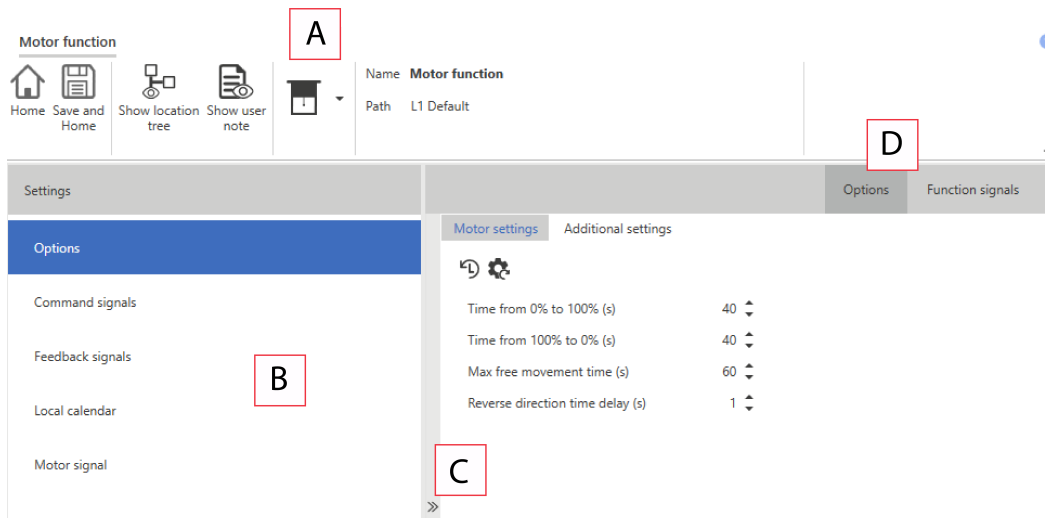 A
Motor function
Home
Save and
Home
Show location
tree
Show user
note
Name Motor function
Path L1 Default
D
Settings
Options Function signals
Options
Command signals
Feedback signals
Local calendar
Motor signal
B
C
Motor settings Additional settings
Time from 0% to 100% (s) 40
Time from 100% to 0% (s) 40
Max free movement time (s) 60
Reverse direction time delay (s) 1